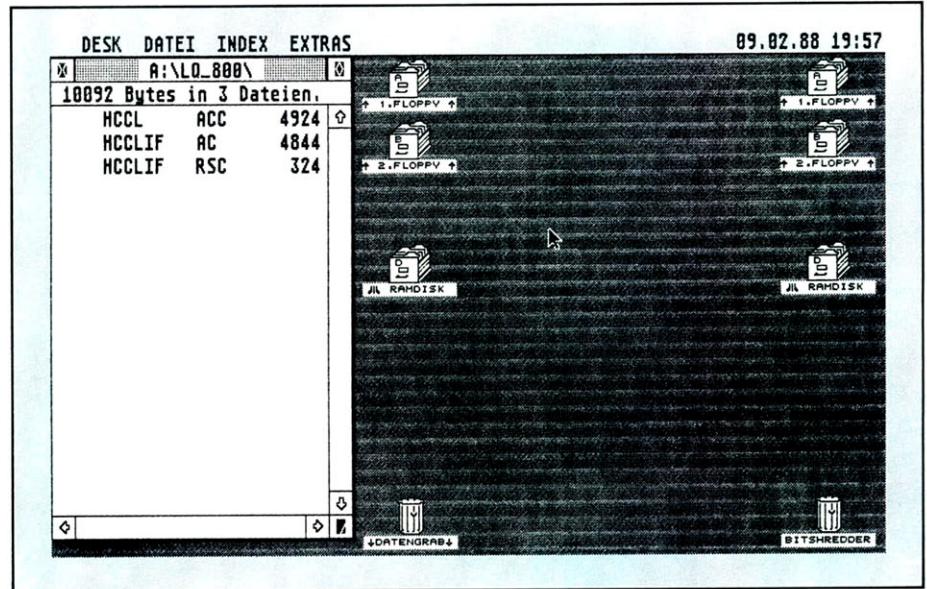 DESK DATEI INDEX EXTRAS 09.02.88 19:57
A:\LQ_800\
10092 Bytes in 3 Dateien.
HCCL ACC 4924
HCCLIF AC 4844
HCCLIF RSC 324
A
↑ 1.FLOPPY ↑
B
↑ 2.FLOPPY ↑
D
RAMDISK
↓DATENGRAB↓
A
↑ 1.FLOPPY ↑
B
↑ 2.FLOPPY ↑
D
RAMDISK
BITSHREDDER